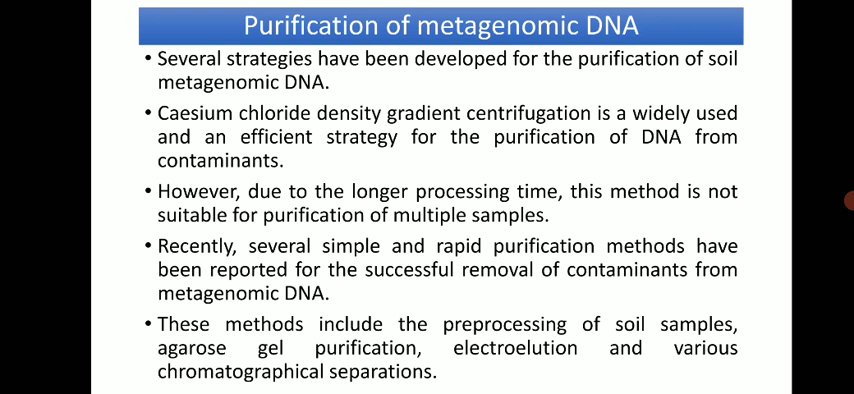 Purification of metagenomic DNA
• Several strategies have been developed for the purification of soil
metagenomic DNA.
• Caesium chloride density gradient centrifugation is a widely used
and an efficient strategy for the purification of DNA from
contaminants.
• However, due to the longer processing time, this method is not
suitable for purification of multiple samples.
• Recently, several simple and rapid purification methods have
been reported for the successful removal of contaminants from
metagenomic DNA.
• These methods include the preprocessing of soil samples,
agarose gel purification, electroelution and various
chromatographical separations.